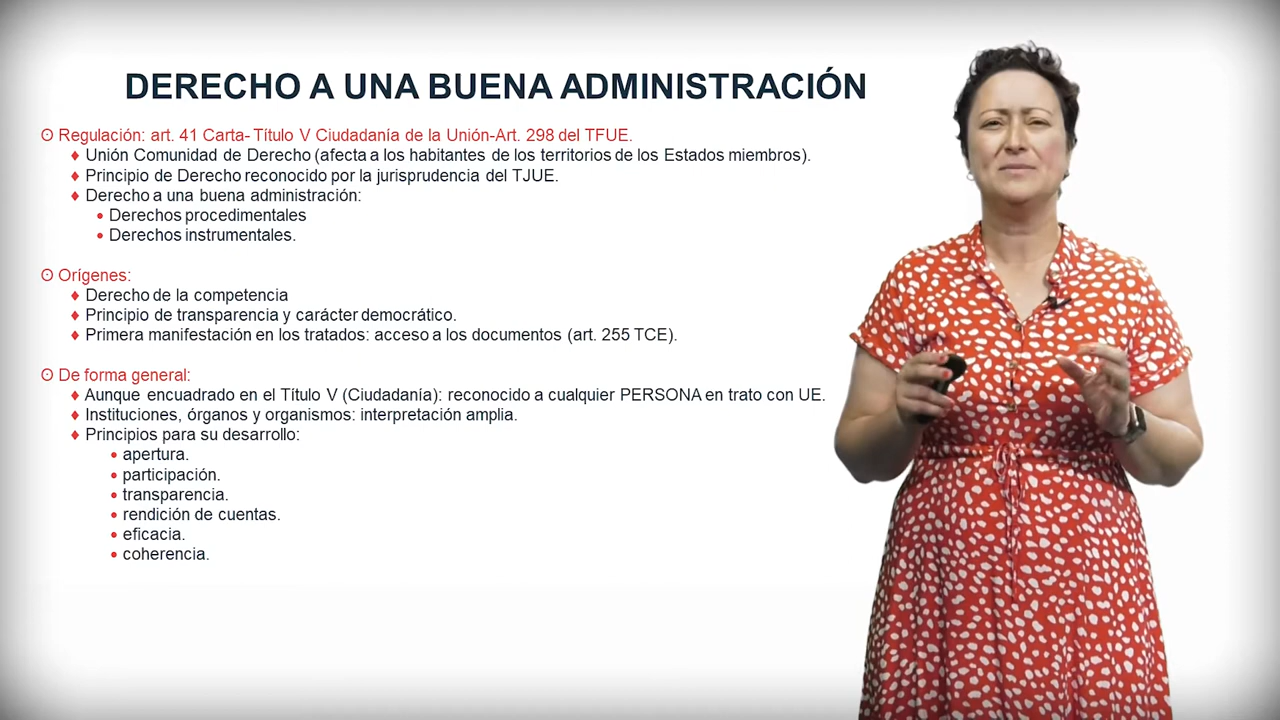 DERECHO A UNA BUENA ADMINISTRACIÓN
Regulación: art. 41 Carta- Título V Ciudadanía de la Unión-Art. 298 del TFUE.
Unión Comunidad de Derecho (afecta a los habitantes de los territorios de los Estados miembros).
Principio de Derecho reconocido por la jurisprudencia del TJUE.
Derecho a una buena administración:
Derechos procedimentales
Derechos instrumentales.
Orígenes:
Derecho de la competencia
Principio de transparencia y carácter democrático.
Primera manifestación en los tratados: acceso a los documentos (art. 255 TCE).
De forma general:
Aunque encuadrado en el Título V (Ciudadanía): reconocido a cualquier PERSONA en trato con UE.
Instituciones, órganos y organismos: interpretación amplia.
Principios para su desarrollo:
apertura.
participación.
transparencia.
rendición de cuentas.
eficacia.
coherencia.